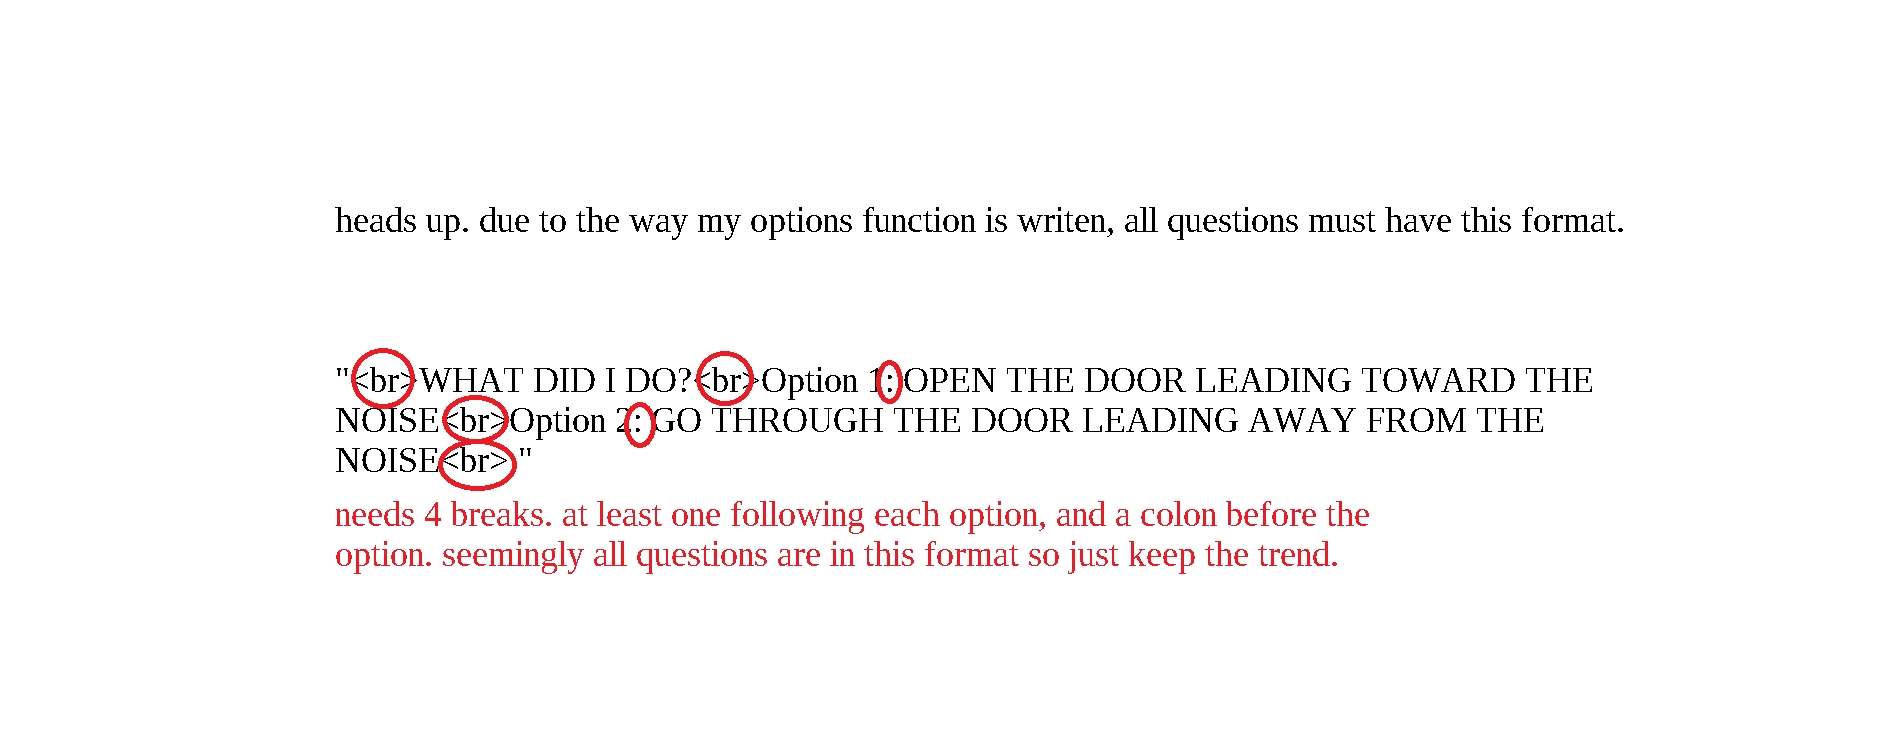 heads up. due to the way my options function is writen, all questions must have this format.
"<br>WHAT DID I DO?<br>Option 1: OPEN THE DOOR LEADING TOWARD THE
NOISE<br>Option 2: GO THROUGH THE DOOR LEADING AWAY FROM THE
NOISE<br> "
needs 4 breaks. at least one following each option, and a colon before the
option. seemingly all questions are in this format so just keep the trend.